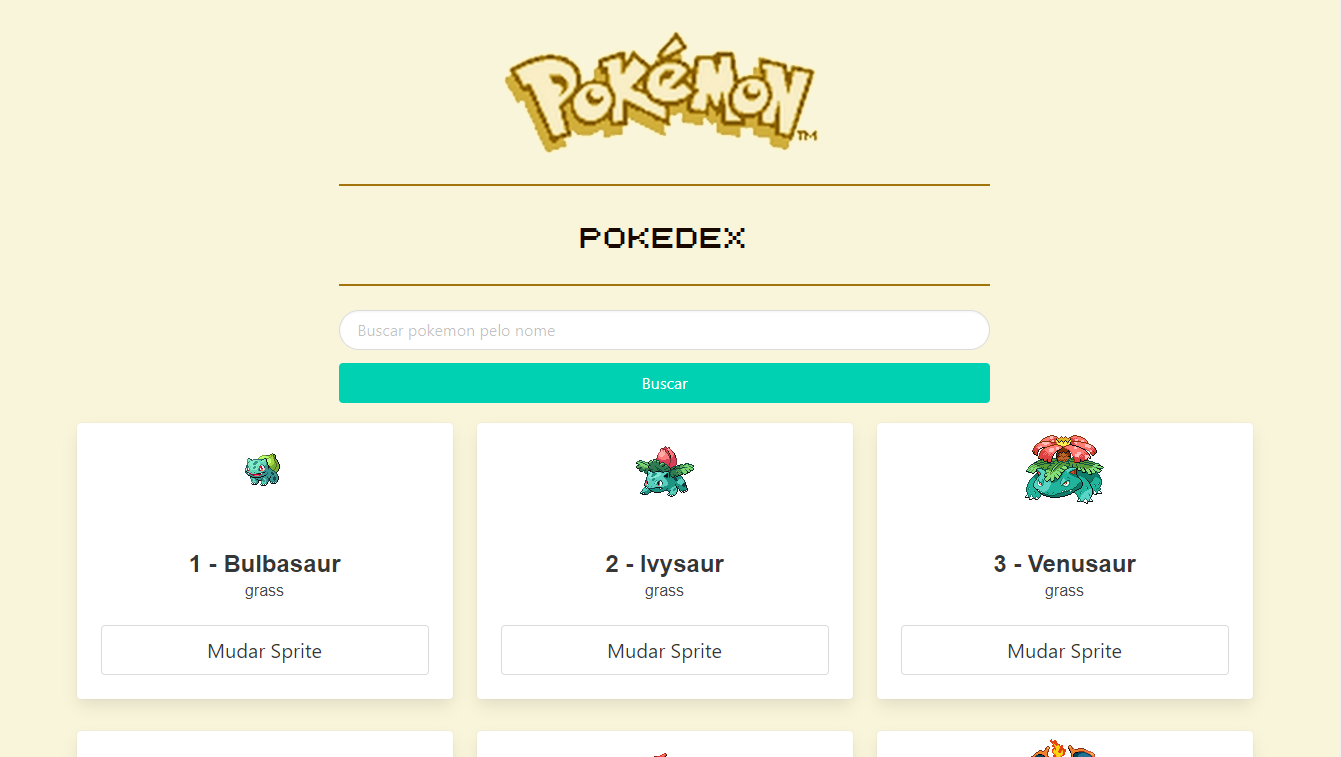 POKéMON™
POKEDEX
Buscar pokemon pelo nome
Buscar
1 - Bulbasaur
grass
Mudar Sprite
2 - Ivysaur
grass
Mudar Sprite
3 - Venusaur
grass
Mudar Sprite